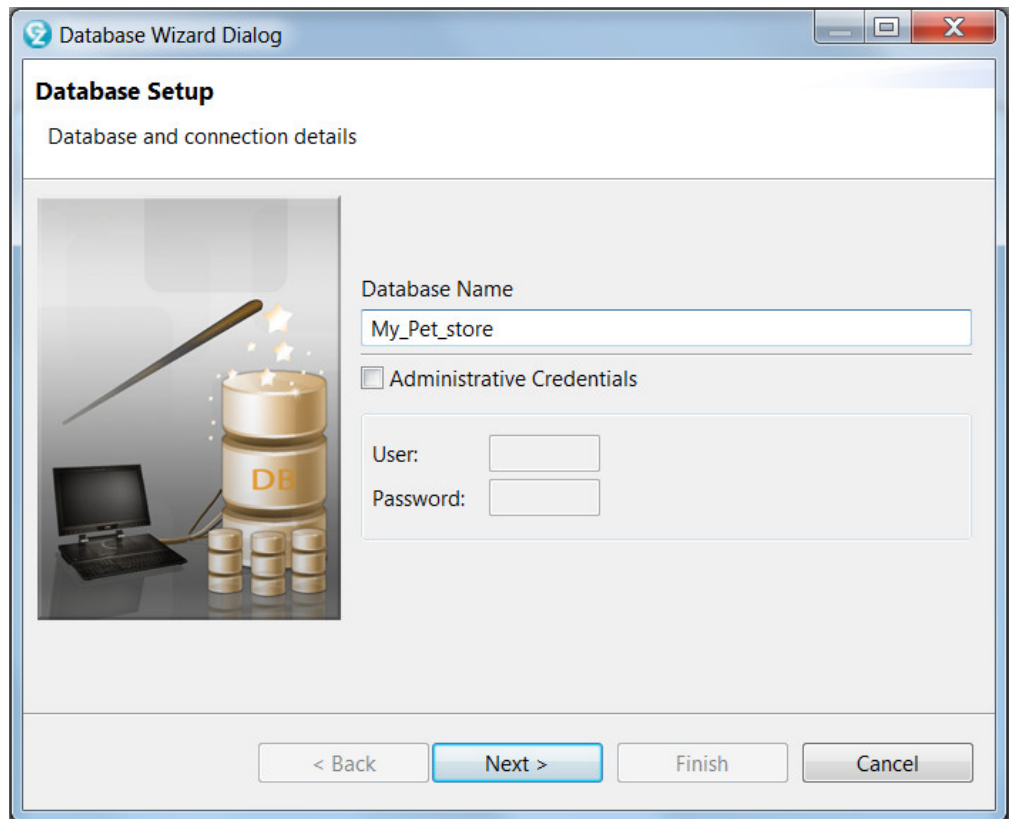 Database Wizard Dialog
Database Setup
Database and connection details
Database Name
My_Pet_store
Administrative Credentials
User:
Password:
DB
< Back Next > Finish Cancel